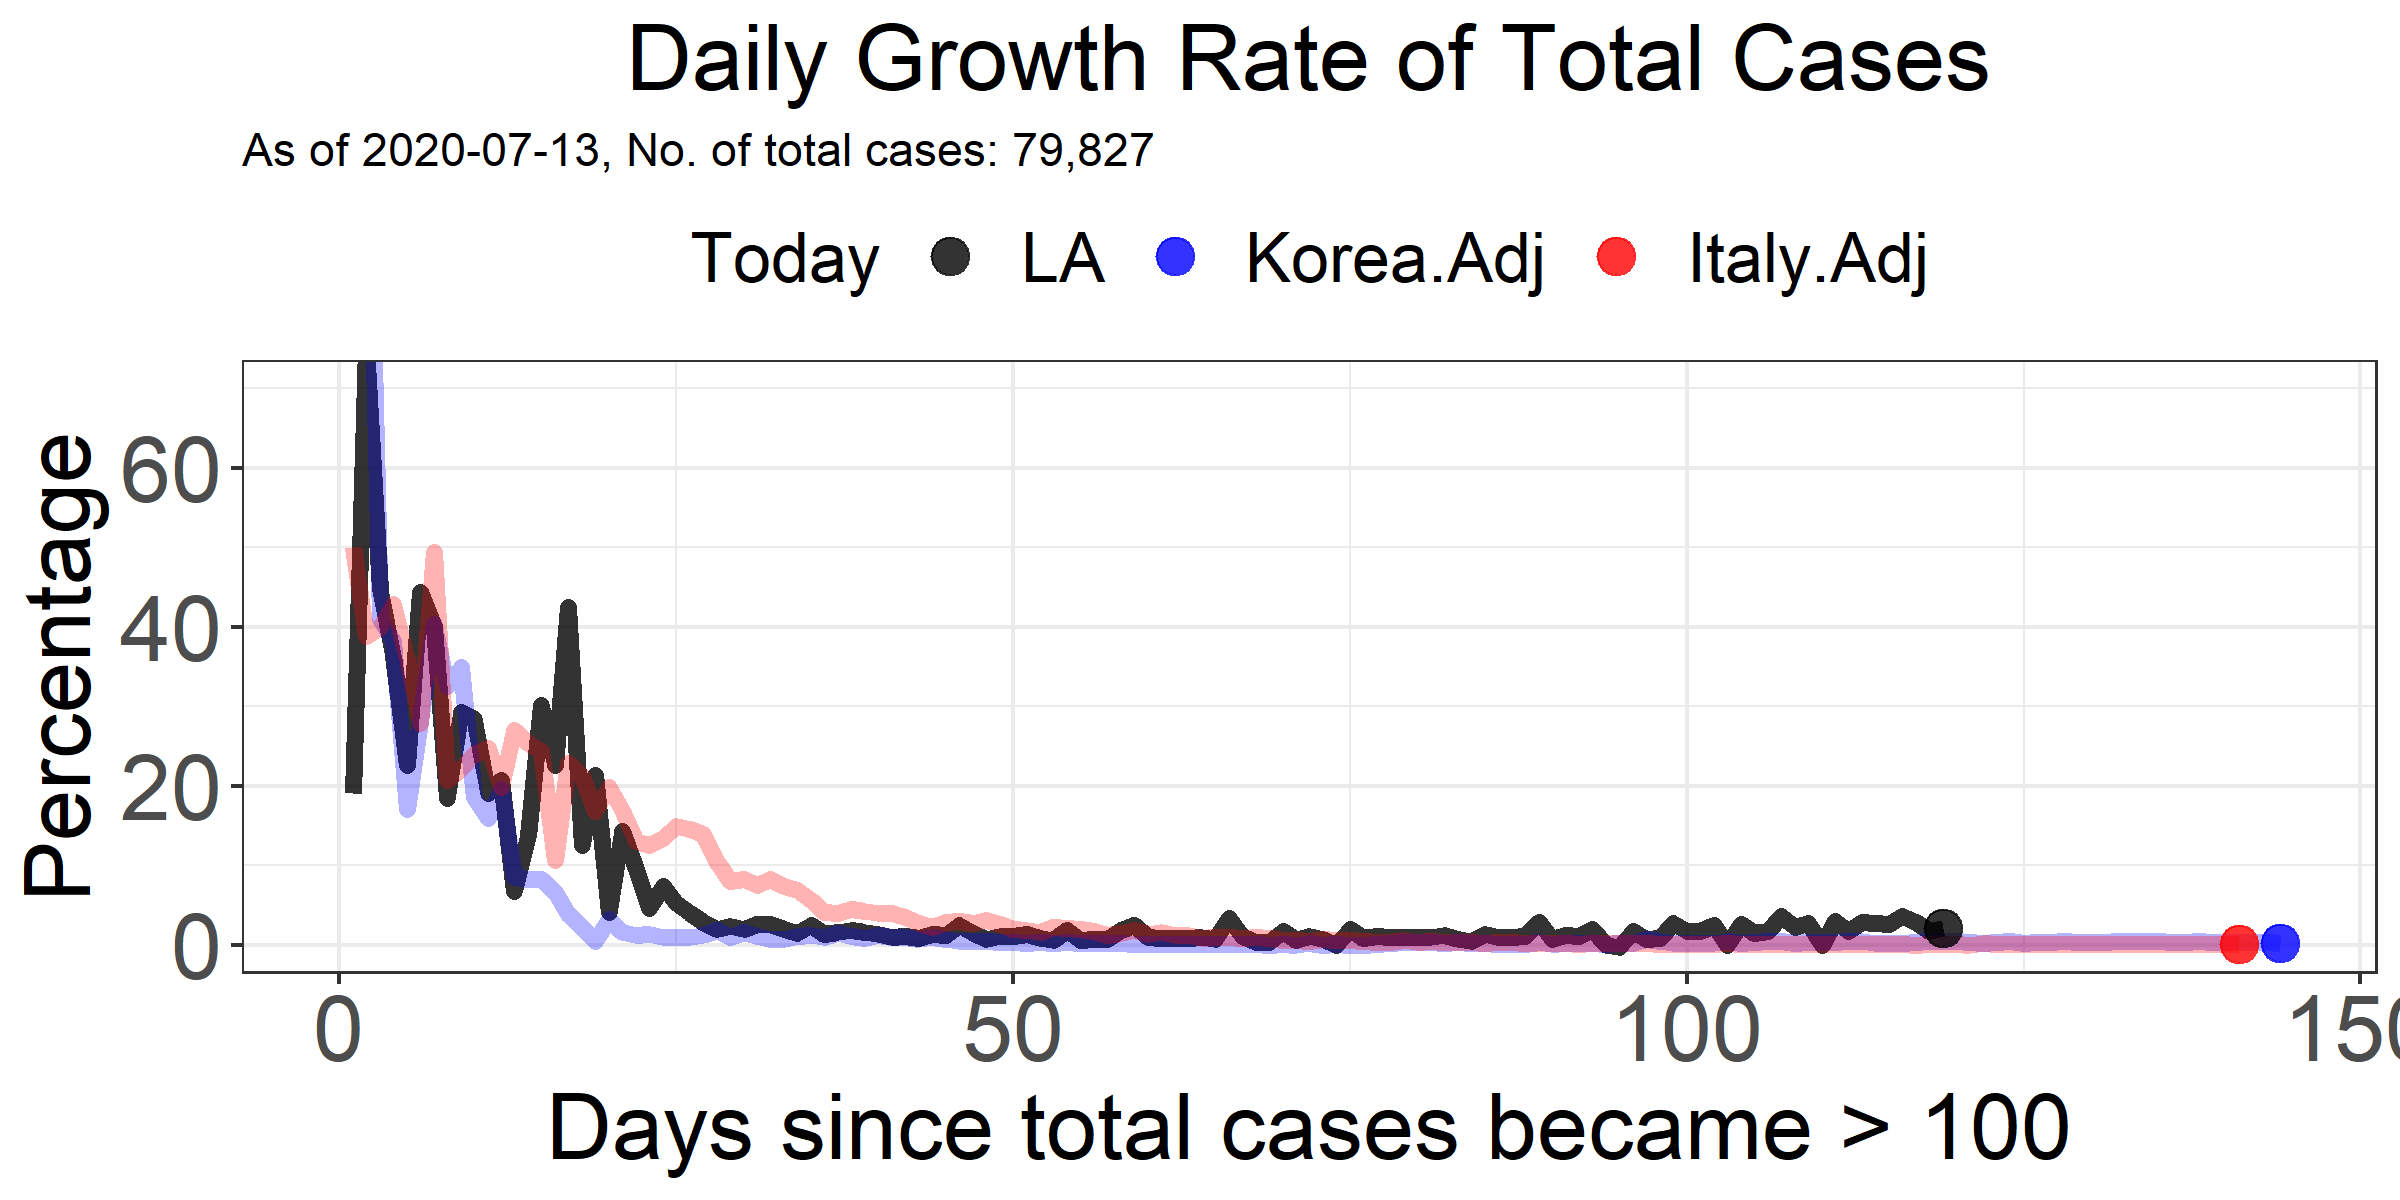 Daily Growth Rate of Total Cases
As of 2020-07-13, No. of total cases: 79,827
Today LA Korea.Adj Italy.Adj
Percentage
60
40
20
0
0 50 100 150
Days since total cases became > 100